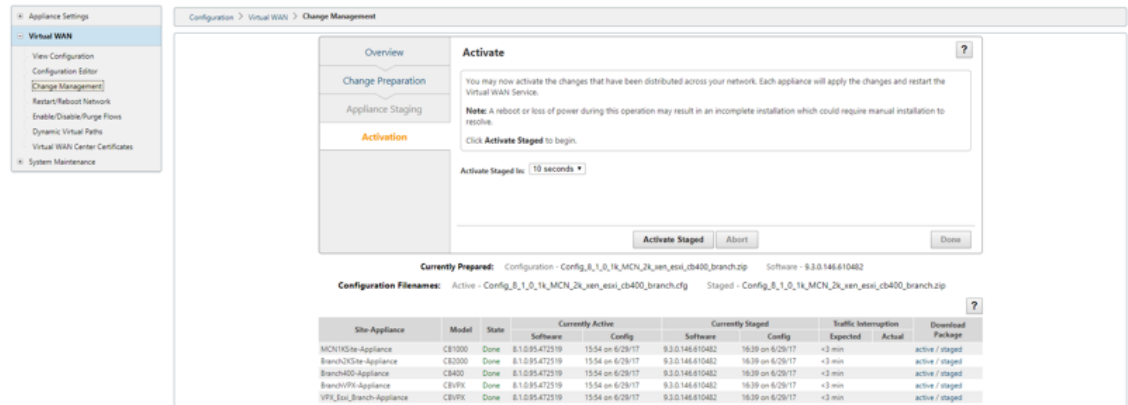 Appliance Settings
Virtual WAN
View Configuration
Configuration Editor
Change Management
Restart/Reboot Network
Enable/Disable/Purge Flows
Dynamic Virtual Paths
Virtual WAN Center Certificates
System Maintenance
Configuration > Virtual WAN > Change Management
Overview
Change Preparation
Appliance Staging
Activation
Activate ?
You may now activate the changes that have been distributed across your network. Each appliance will apply the changes and restart the
Virtual WAN Service.
Note: A reboot or loss of power during this operation may result in an incomplete installation which could require manual installation to
resolve.
Click Activate Staged to begin.
Activate Staged In: 10 seconds
Activate Staged Abort Done
Currently Prepared: Configuration - Config_8_1_0_1k_MCN_2k_xen_esxi_cb400_branch.zip Software - 9.3.0.146.610482
Configuration Filenames: Active - Config_8_1_0_1k_MCN_2k_xen_esxi_cb400_branch.cfg Staged - Config_8_1_0_1k_MCN_2k_xen_esxi_cb400_branch.zip
?
Site-Appliance Model State Currently Active Currently Staged Traffic Interruption Download Package
Software Config Software Config Expected Actual
MCN1KSite-Appliance CB1000 Done 8.1.0.95.472519 15:54 on 6/29/17 9.3.0.146.610482 16:39 on 6/29/17 <3 min active / staged
Branch2KSite-Appliance CB2000 Done 8.1.0.95.472519 15:54 on 6/29/17 9.3.0.146.610482 16:39 on 6/29/17 <3 min active / staged
Branch400-Appliance CB400 Done 8.1.0.95.472519 15:54 on 6/29/17 9.3.0.146.610482 16:39 on 6/29/17 <3 min active / staged
BranchVPX-Appliance CBVPX Done 8.1.0.95.472519 15:54 on 6/29/17 9.3.0.146.610482 16:39 on 6/29/17 <3 min active / staged
VPX_Esxi_Branch-Appliance CBVPX Done 8.1.0.95.472519 15:54 on 6/29/17 9.3.0.146.610482 16:39 on 6/29/17 <3 min active / staged